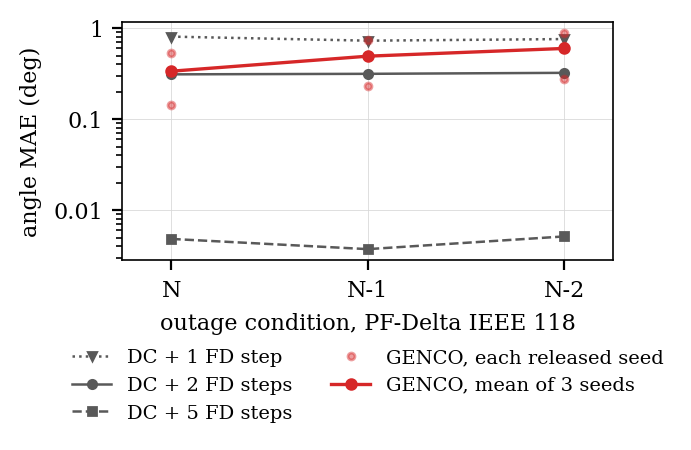 1
0.1
0.01
angle MAE (deg)
N
N-1
N-2
outage condition, PF-Delta IEEE 118
DC + 1 FD step
DC + 2 FD steps
DC + 5 FD steps
GENCO, each released seed
GENCO, mean of 3 seeds